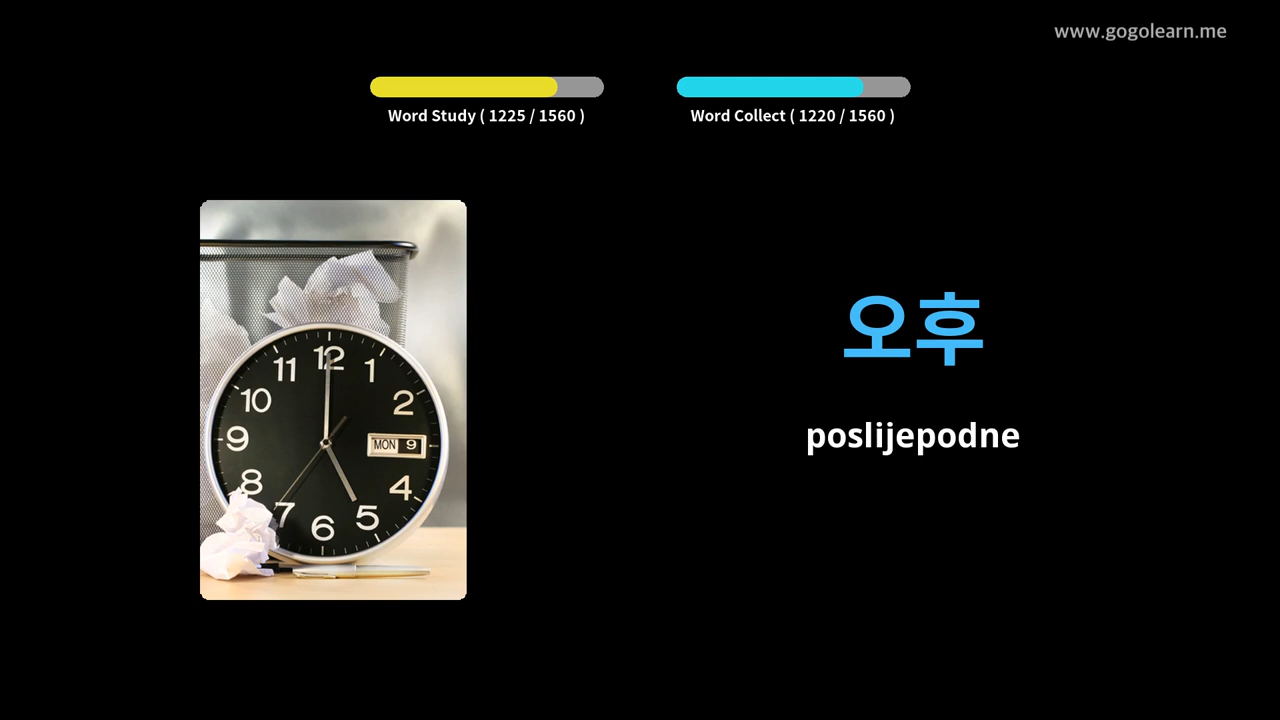 www.gogolearn.me
Word Study ( 1225 / 1560 )
Word Collect ( 1220 / 1560 )
12
11
1
10
2
9
MON 9
8
4
7
5
6
오후
poslijepodne